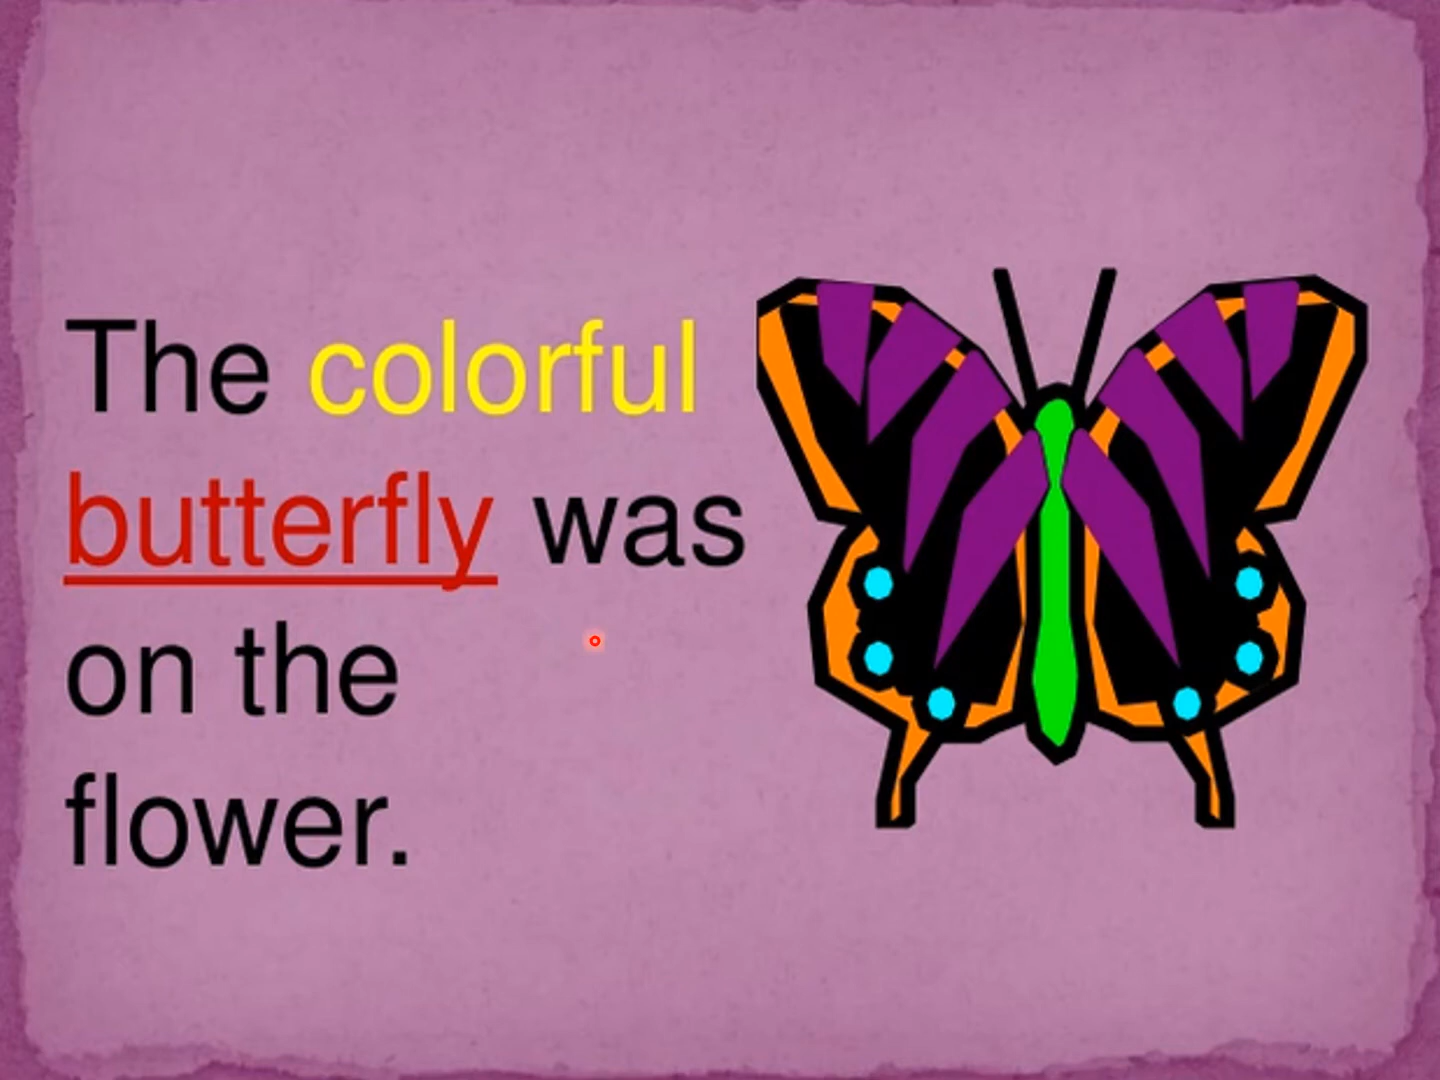 The colorful
butterfly was
on the
flower.